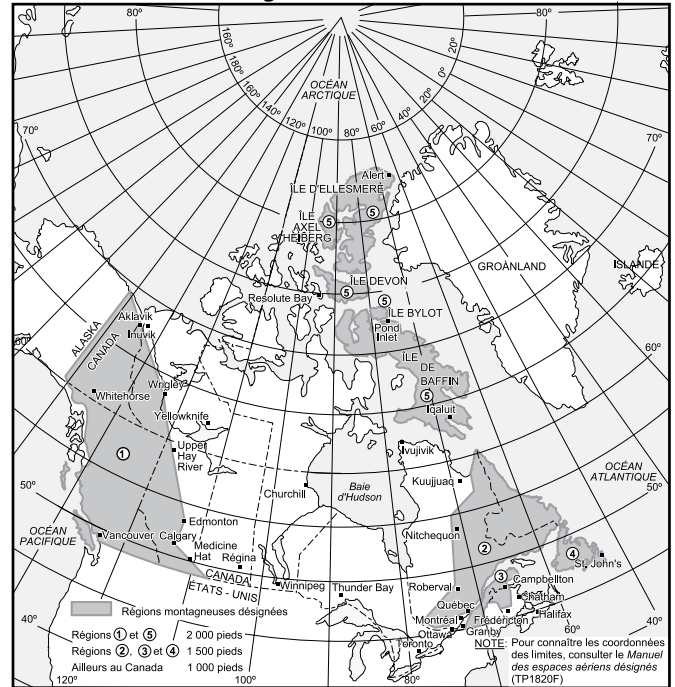 80°
80°
160°
180°
160°
140°
120°
100°
80°
60°
40°
20°
0°
20°
OCÉAN
ARCTIQUE
70°
70°
Alert
ÎLE D'ELLESMERE
ÎLE
AXEL
HEIBERG
5
5
GROÀNLAND
ISLANDE
ÎLE DEVON
5
5
Resolute Bay
ÎLE BYLOT
Pond
Inlet
60°
60°
ALASKA
CANADA
Aklavik
Inuvik
ÎLE
DE
BAFFIN
5
Iqaluit
Whitehorse
Wrigley
Yellowknife
1
Upper
Hay
River
Ivujivik
Kuujjuaq
Churchill
Baie
d'Hudson
OCÉAN
ATLANTIQUE
50°
50°
OCÉAN
PACIFIQUE
Vancouver
Calgary
Edmonton
Medicine
Hat
Régina
Nitchequon
2
4
St. John's
CANADA
ÉTATS - UNIS
Winnipeg
Thunder Bay
Roberval
3
Campbellton
Chatham
Halifax
Québec
Frédéricton
Montréal
Granby
Ottawa
Toronto
40°
40°
60°
120°
100°
80°
Régions montagneuses désignées
Régions 1 et 5 2 000 pieds
Régions 2, 3 et 4 1 500 pieds
Ailleurs au Canada 1 000 pieds
NOTE: Pour connaître les coordonnées
des limites, consulter le Manuel
des espaces aériens désignés
(TP1820F)